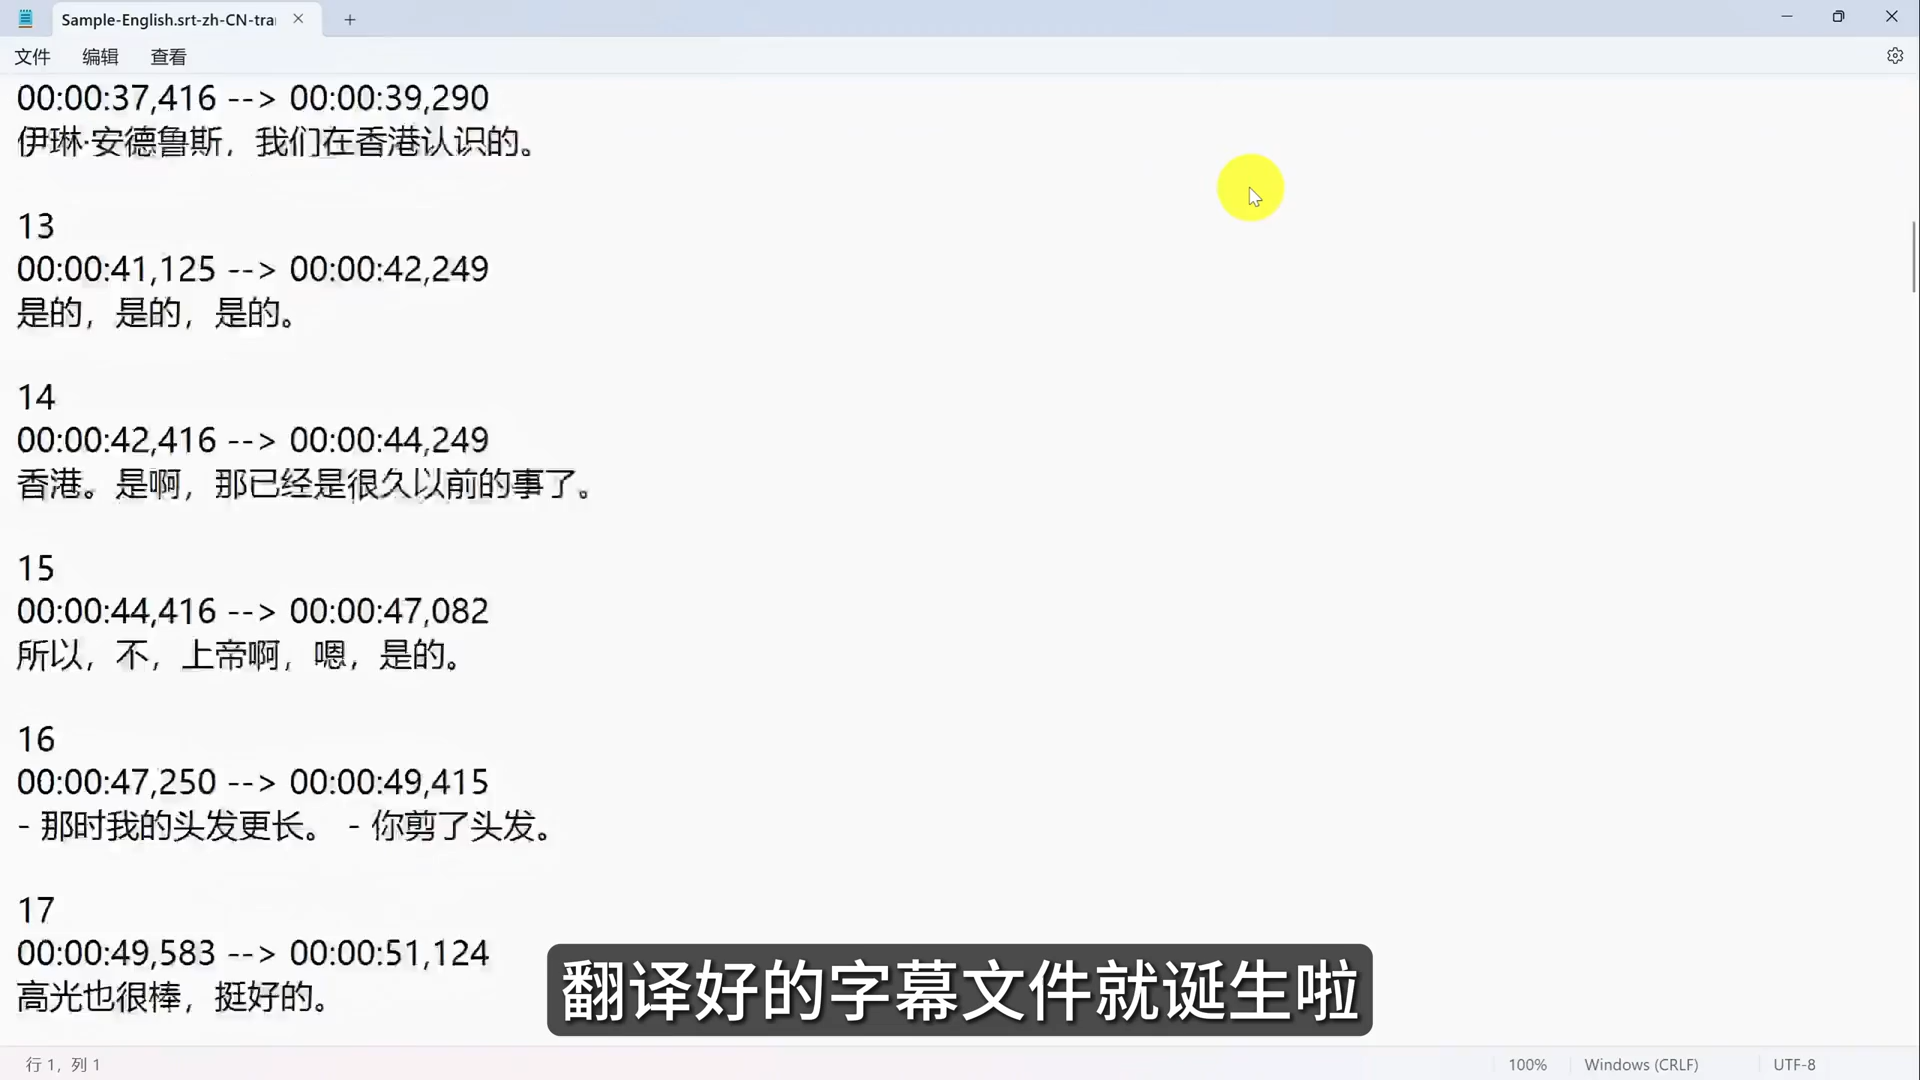 Sample-English.srt-zh-CN-tra
文件 编辑 查看
00:00:37,416 --> 00:00:39,290
伊琳·安德鲁斯，我们在香港认识的。
13
00:00:41,125 --> 00:00:42,249
是的，是的，是的。
14
00:00:42,416 --> 00:00:44,249
香港。是啊，那已经是很久以前的事了。
15
00:00:44,416 --> 00:00:47,082
所以，不，上帝啊，嗯，是的。
16
00:00:47,250 --> 00:00:49,415
- 那时我的头发更长。 - 你剪了头发。
17
00:00:49,583 --> 00:00:51,124
高光也很棒，挺好的。
翻译好的字幕文件就诞生啦
行 1，列 1 100% Windows (CRLF) UTF-8